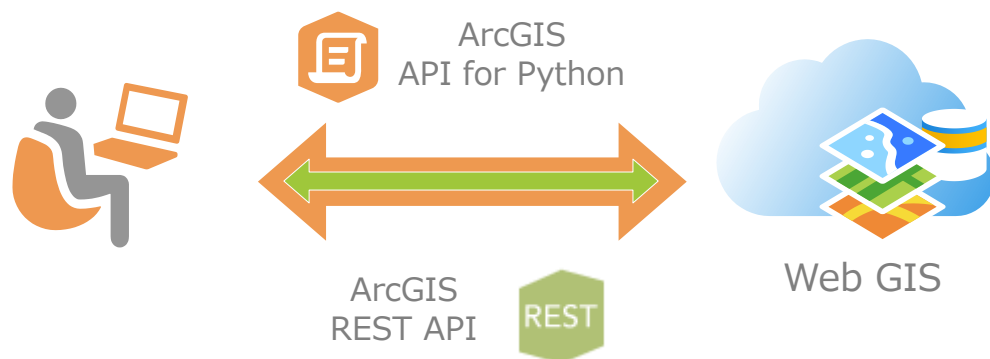 ArcGIS
API for Python
Web GIS
ArcGIS
REST API
REST